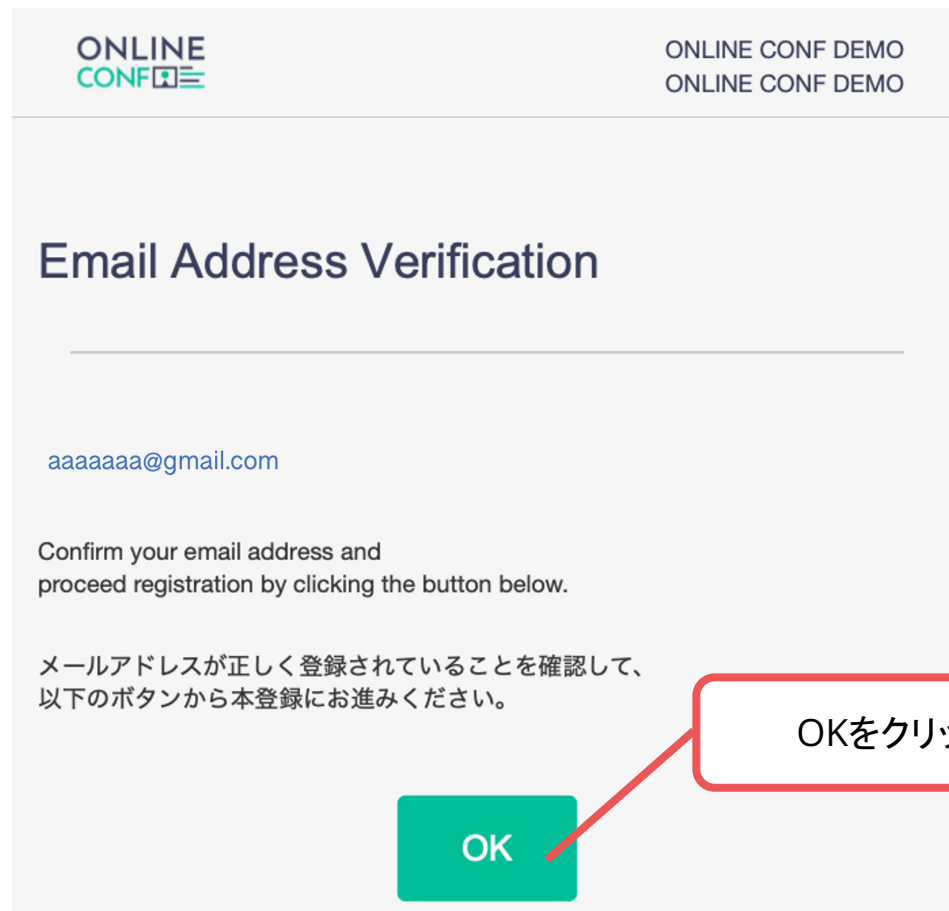 ONLINE
CONF
ONLINE CONF DEMO
ONLINE CONF DEMO
Email Address Verification
aaaaaaa@gmail.com
Confirm your email address and
proceed registration by clicking the button below.
メールアドレスが正しく登録されていることを確認して、
以下のボタンから本登録にお進みください。
OKをクリッ
OK